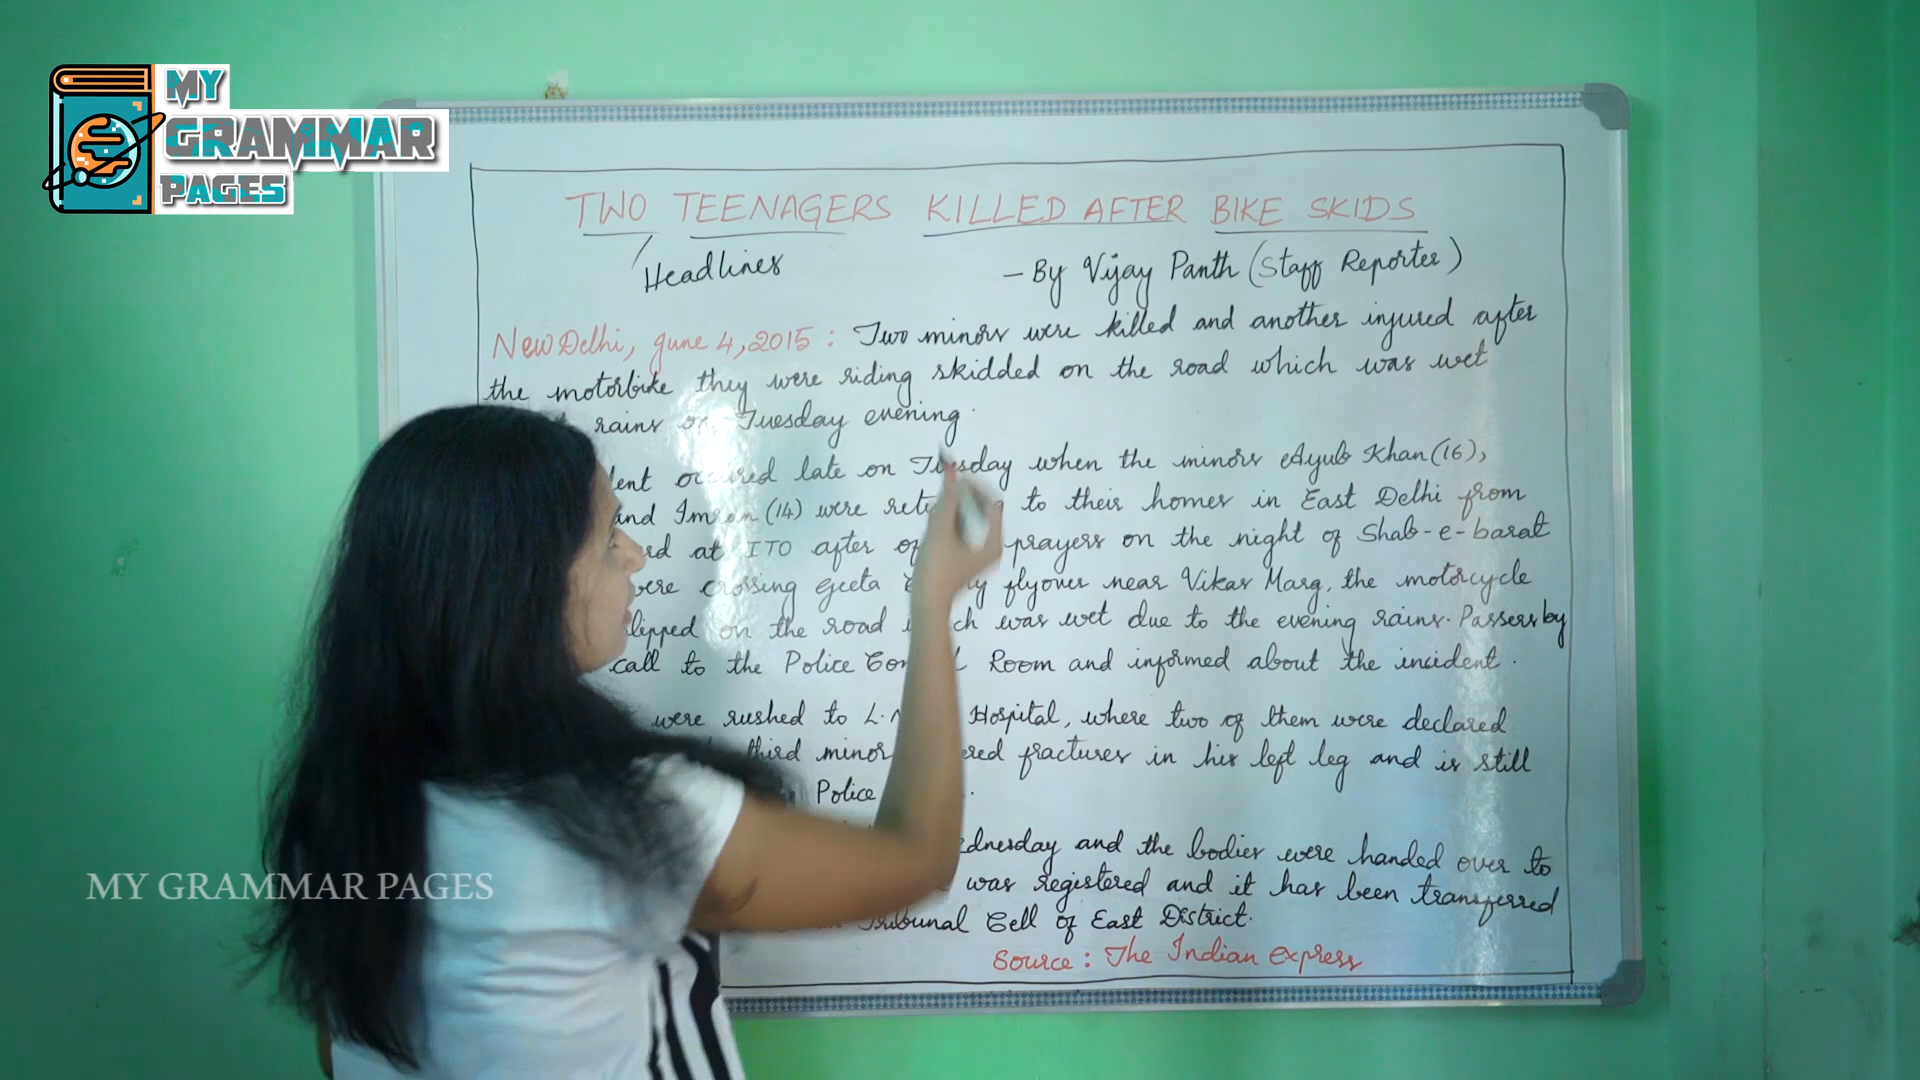 MY
GRAMMAR
PAGES
TWO TEENAGERS KILLED AFTER BIKE SKIDS
Headlines
- By Vijay Panth (Staff Reporter)
New Delhi, June 4, 2015 : Two minors were killed and another injured after
the motorbike they were riding skidded on the road which was wet
rains on Tuesday evening.
occured late on Tuesday when the minors Ayub Khan (16),
and Imran (14) were to their homes in East Delhi from
at ITO after prayers on the night of Shab-e-barat
were crossing Geeta flyover near Vikas Marg, the motorcycle
slipped on the road which was wet due to the evening rains. Passers by
call to the Police Room and informed about the incident.
were rushed to L. Hospital, where two of them were declared
third minor fractures in his left leg and is still
Police
and the bodies were handed over to
was registered and it has been transferred
Tribunal Cell of East District.
Source : The Indian Express
MY GRAMMAR PAGES